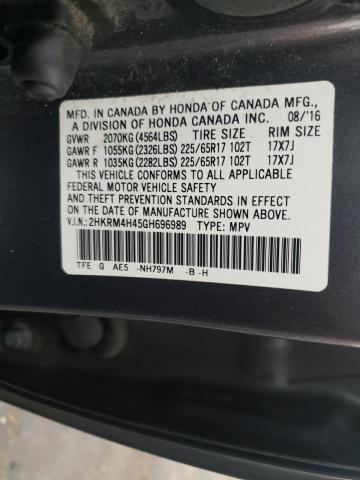 MFD. IN CANADA BY HONDA OF CANADA MFG.,
A DIVISION OF HONDA CANADA INC. 08/'16
GVWR 2070KG(4564LBS) TIRE SIZE RIM SIZE
GAWR F 1055KG(2326LBS) 225/65R17 102T 17X7J
GAWR R 1035KG(2282LBS) 225/65R17 102T 17X7J
THIS VEHICLE CONFORMS TO ALL APPLICABLE
FEDERAL MOTOR VEHICLE SAFETY
STANDARDS IN EFFECT ON THE DATE OF
MANUFACTURE SHOWN ABOVE.
V.I.N.: 2HKRM4H45GH696989 TYPE: MPV
TFE G AE5 -NH797M -B -H